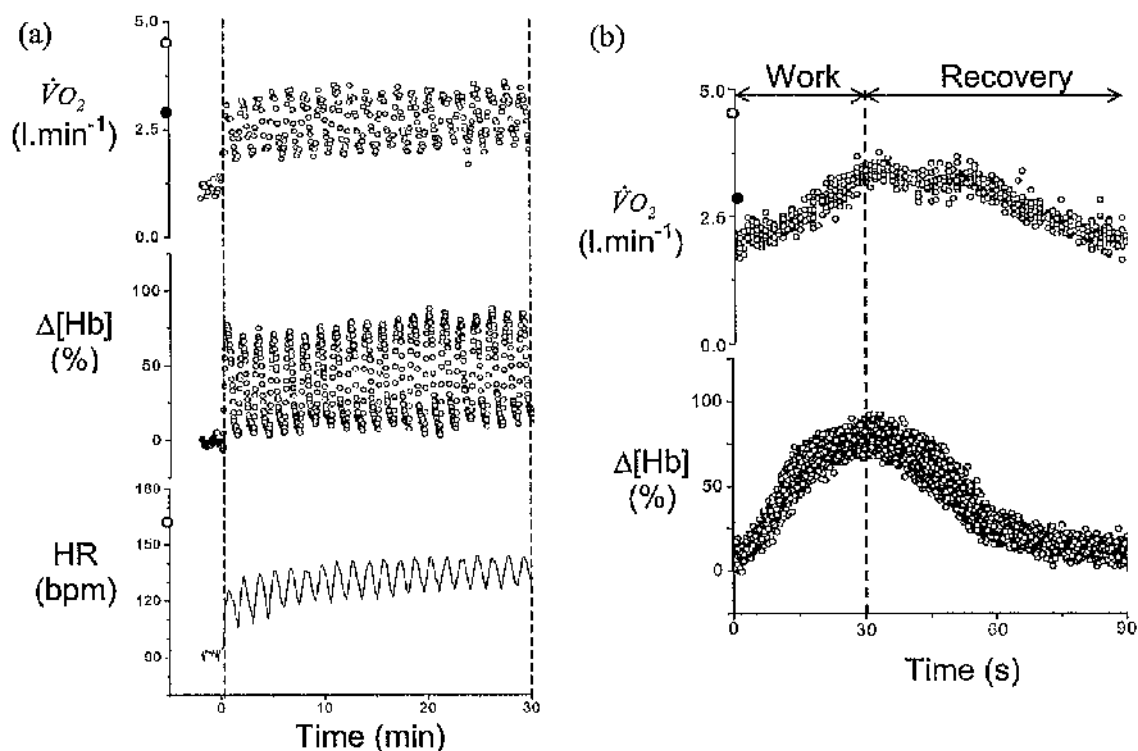 (a)
5,0
V̇O₂
(l.min⁻¹)
2.5
0.0
100
Δ[Hb]
(%)
50
0
180
HR
(bpm)
150
120
90
0 10 20 30
Time (min)
(b)
Work Recovery
5.0
V̇O₂
(l.min⁻¹)
2.5
0.0
100
Δ[Hb]
(%)
50
0
0 30 60 90
Time (s)